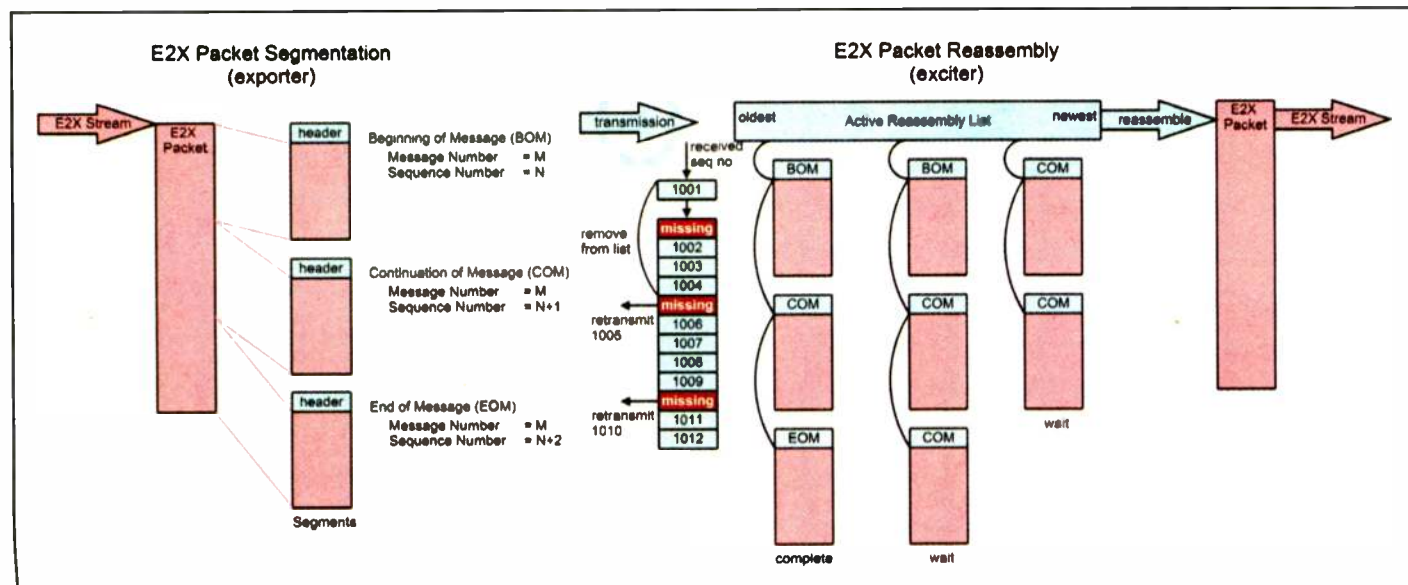 E2X Packet Segmentation
(exporter)
E2X Stream
E2X
Packet
header
Beginning of Message (BOM)
Message Number = M
Sequence Number = N
header
Continuation of Message (COM)
Message Number = M
Sequence Number = N+1
header
End of Message (EOM)
Message Number = M
Sequence Number = N+2
Segments
E2X Packet Reassembly
(exciter)
transmission
oldest
Active Reassembly List
newest
reassemble
E2X
Packet
E2X Stream
received
seq no
1001
remove
from list
missing
1002
1003
1004
missing
retransmit
1005
1006
1007
1008
1009
missing
retransmit
1010
1011
1012
BOM
BOM
COM
COM
COM
COM
wait
EOM
COM
complete
wait